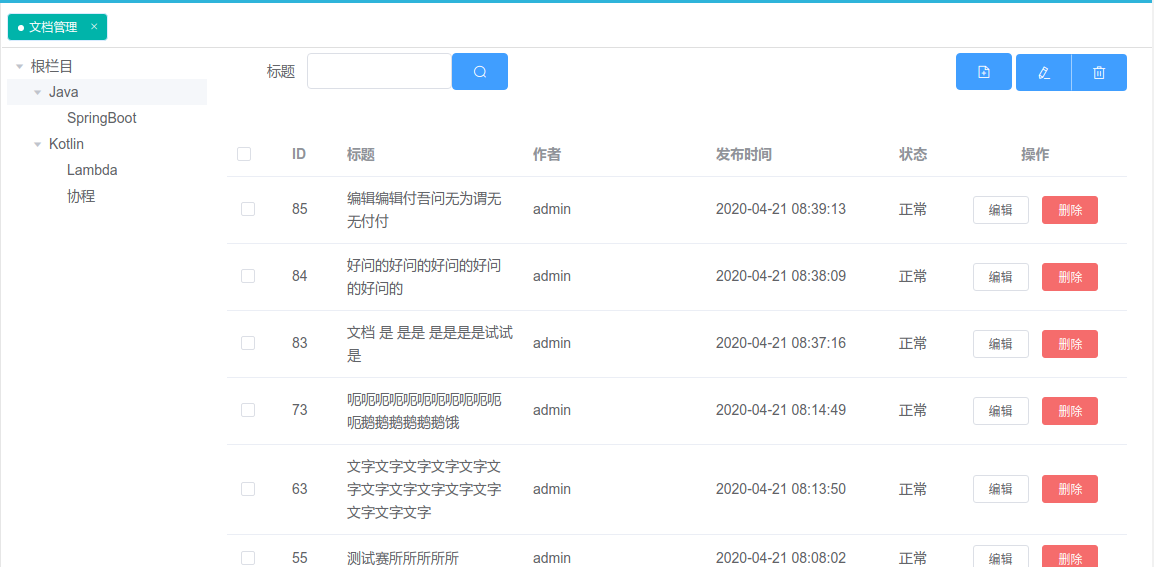 文档管理 ×
根栏目
Java
SpringBoot
Kotlin
Lambda
协程
标题
ID 标题 作者 发布时间 状态 操作
85 编辑编辑付吾问无为谓无 admin 2020-04-21 08:39:13 正常 编辑 删除
无付付
84 好问的好问的好问的好问 admin 2020-04-21 08:38:09 正常 编辑 删除
的好问的
83 文档 是 是是 是是是是试试 admin 2020-04-21 08:37:16 正常 编辑 删除
是
73 呃呃呃呃呃呃呃呃呃呃呃 admin 2020-04-21 08:14:49 正常 编辑 删除
呃鹅鹅鹅鹅鹅鹅饿
文字文字文字文字文字文
63 字文字文字文字文字文字 admin 2020-04-21 08:13:50 正常 编辑 删除
文字文字文字
55 测试赛所所所所所 admin 2020-04-21 08:08:02 正常 编辑 删除